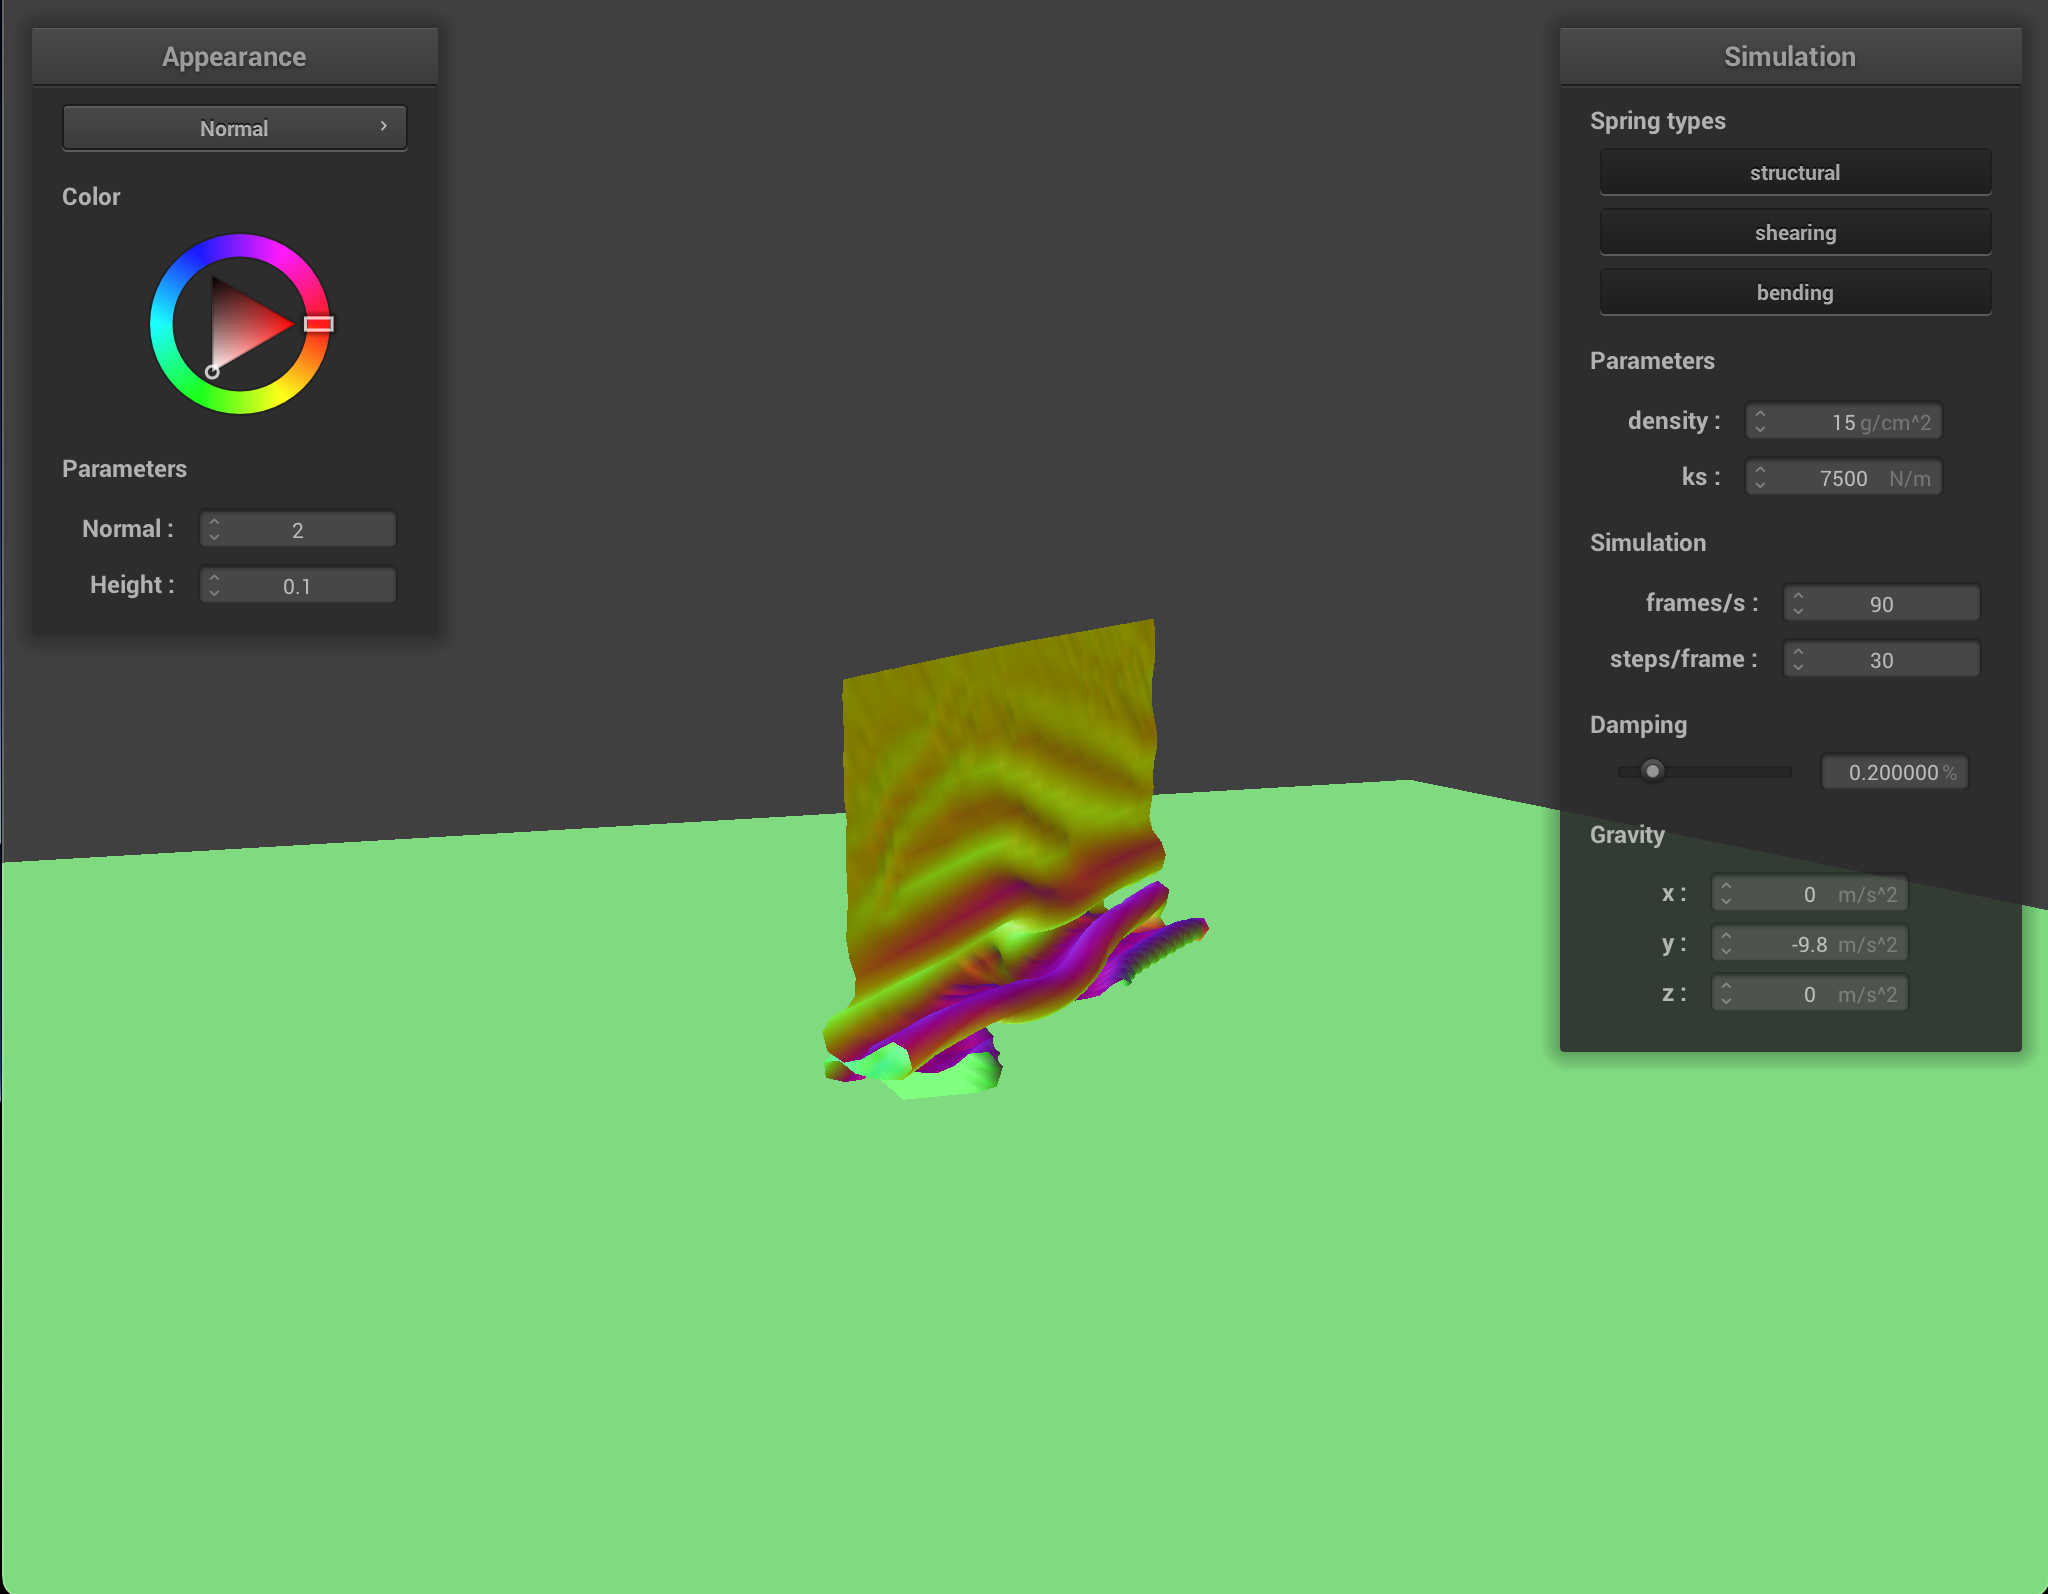 Appearance
Normal
Color
Parameters
Normal : 2
Height : 0.1
Simulation
Spring types
structural
shearing
bending
Parameters
density : 15 g/cm^2
ks : 7500 N/m
Simulation
frames/s : 90
steps/frame : 30
Damping
0.200000 %
Gravity
x : 0 m/s^2
y : -9.8 m/s^2
z : 0 m/s^2